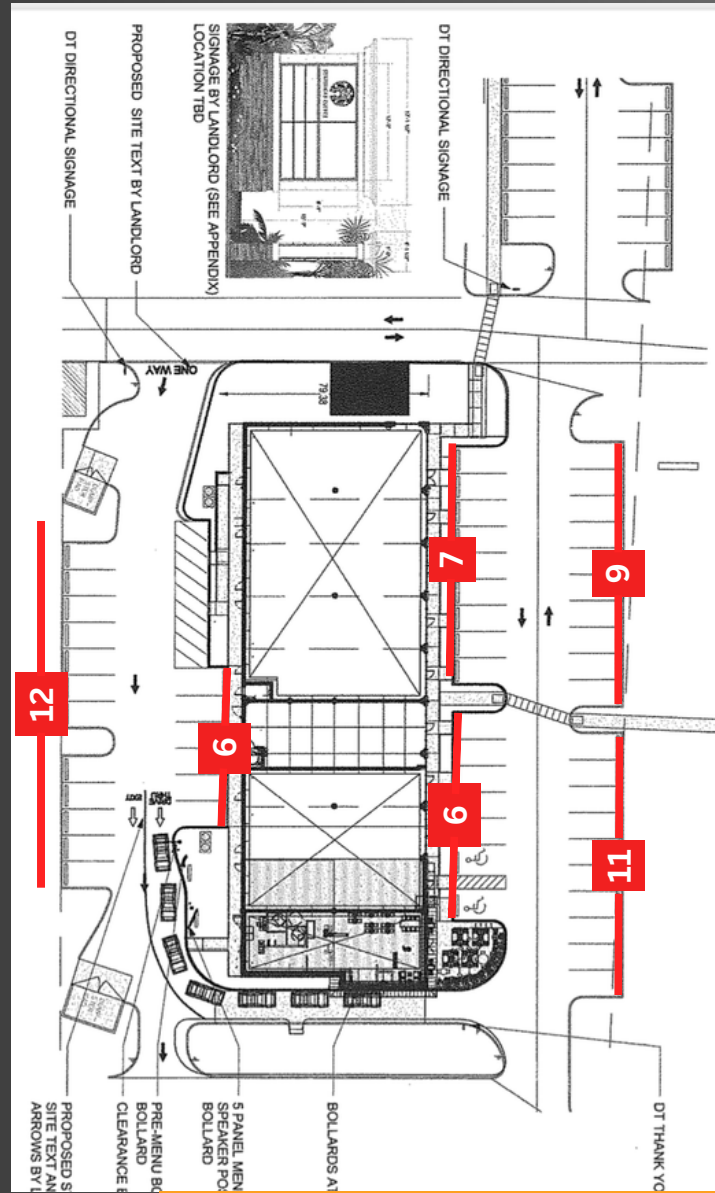 DT DIRECTIONAL SIGNAGE
PROPOSED SITE TEXT BY LANDLORD
SIGNAGE BY LANDLORD (SEE APPENDIX)
LOCATION TBD
DT DIRECTIONAL SIGNAGE
ONE WAY
79.38
7
9
12
6
6
11
EXIT
DT THANK YO
BOLLARDS AT
5 PANEL MEN
SPEAKER POS
BOLLARD
PRE-MENU BO
BOLLARD
CLEARANCE B
PROPOSED S
SITE TEXT AN
ARROWS BY L